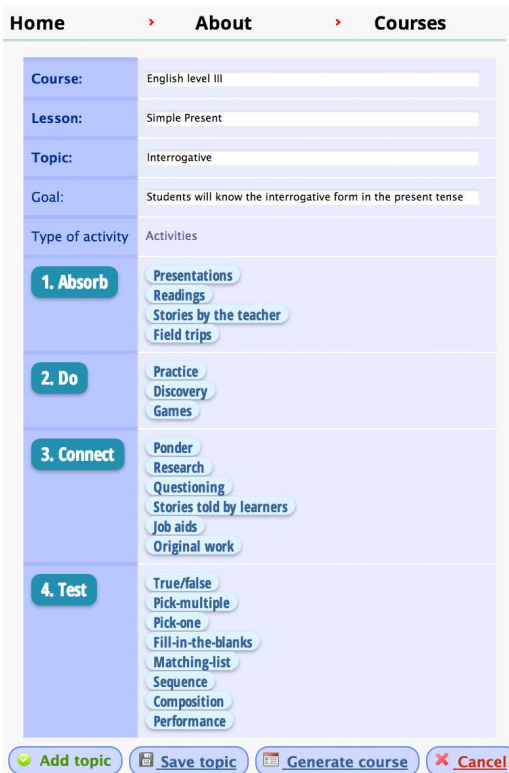 Home > About > Courses
Course: English level III
Lesson: Simple Present
Topic: Interrogative
Goal: Students will know the interrogative form in the present tense
Type of activity Activities
1. Absorb
Presentations
Readings
Stories by the teacher
Field trips
2. Do
Practice
Discovery
Games
3. Connect
Ponder
Research
Questioning
Stories told by learners
Job aids
Original work
4. Test
True/false
Pick-multiple
Pick-one
Fill-in-the-blanks
Matching-list
Sequence
Composition
Performance
Add topic Save topic Generate course Cancel